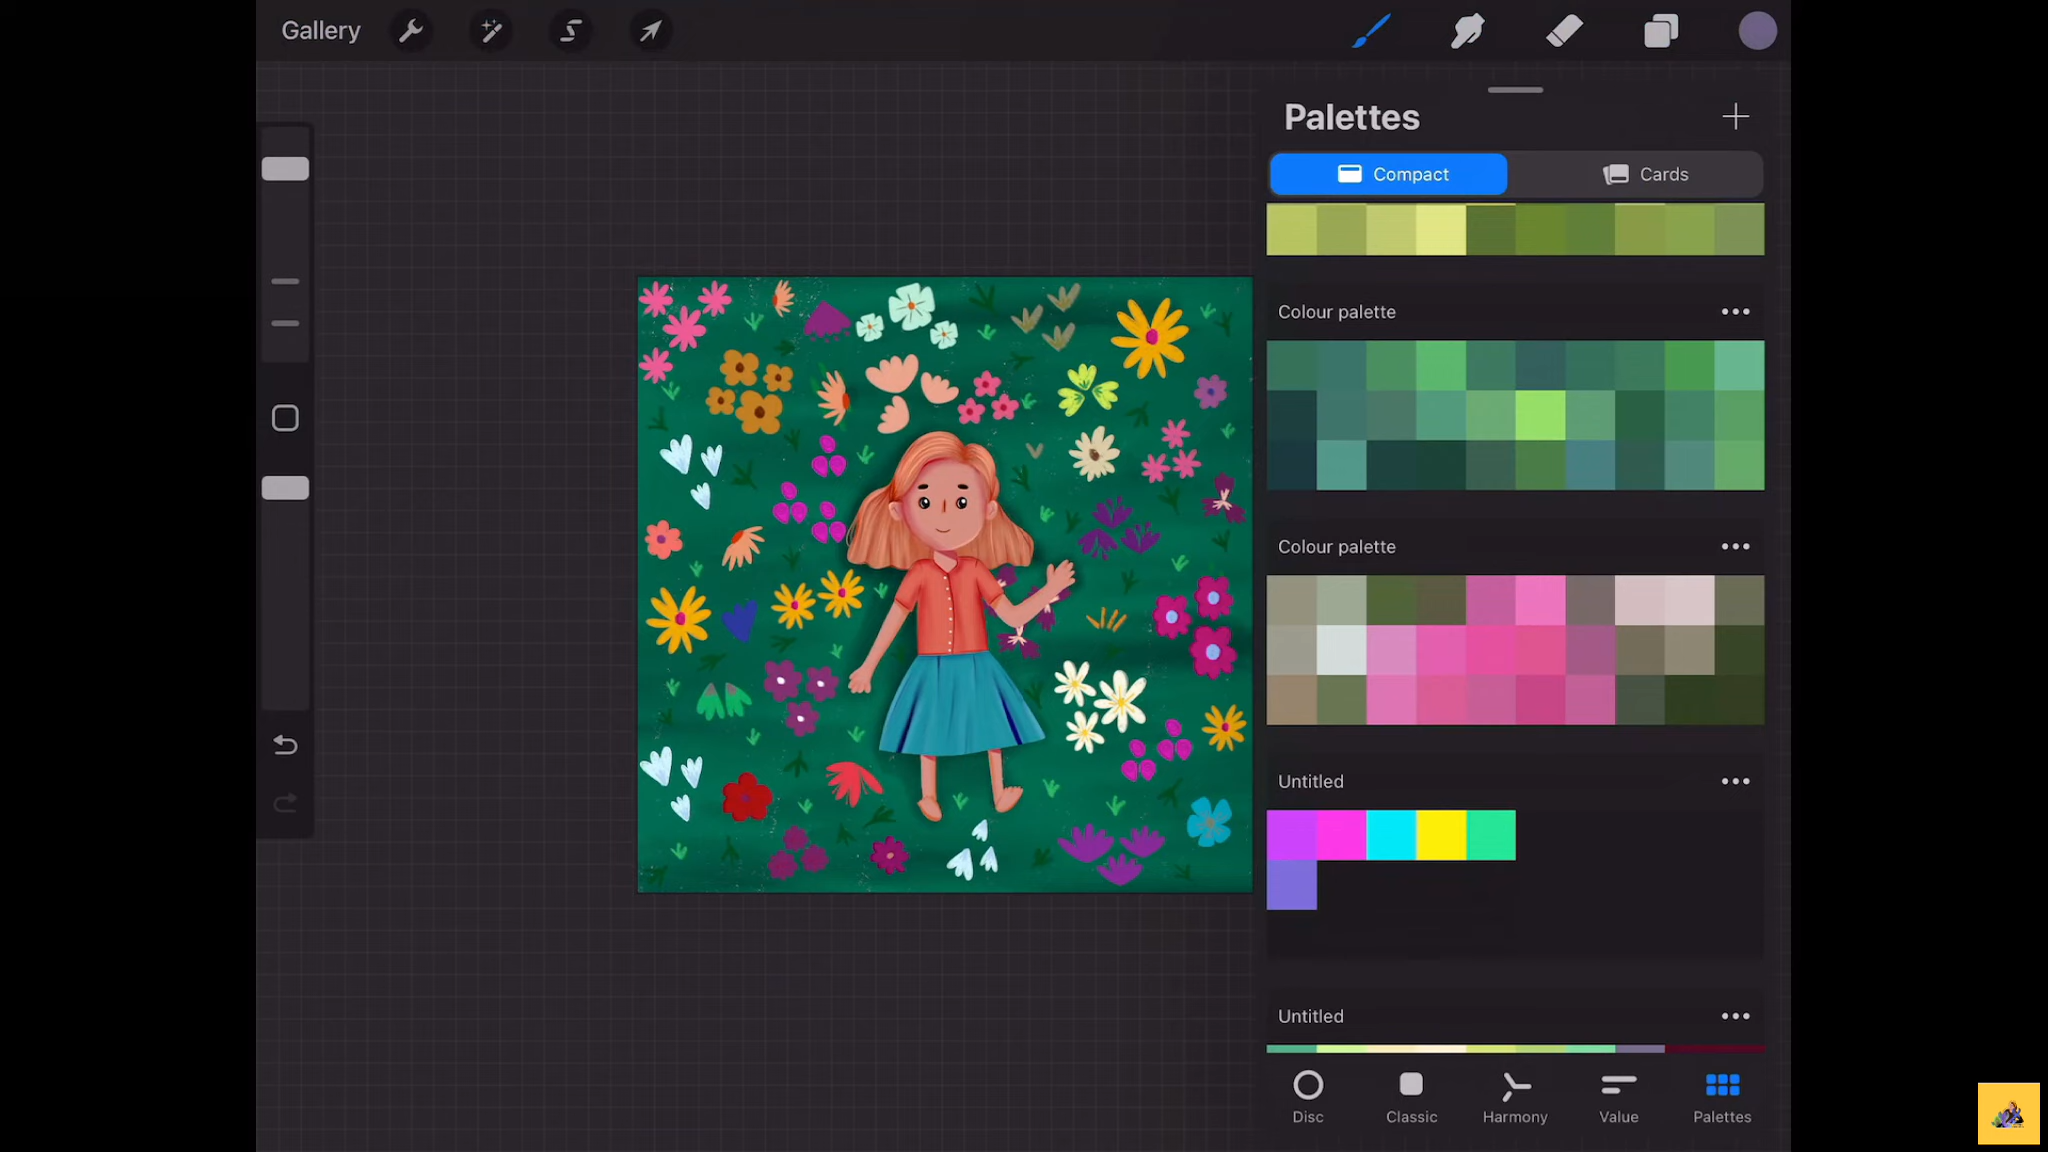 Gallery
Palettes
Compact
Cards
Colour palette
Colour palette
Untitled
Untitled
Disc
Classic
Harmony
Value
Palettes